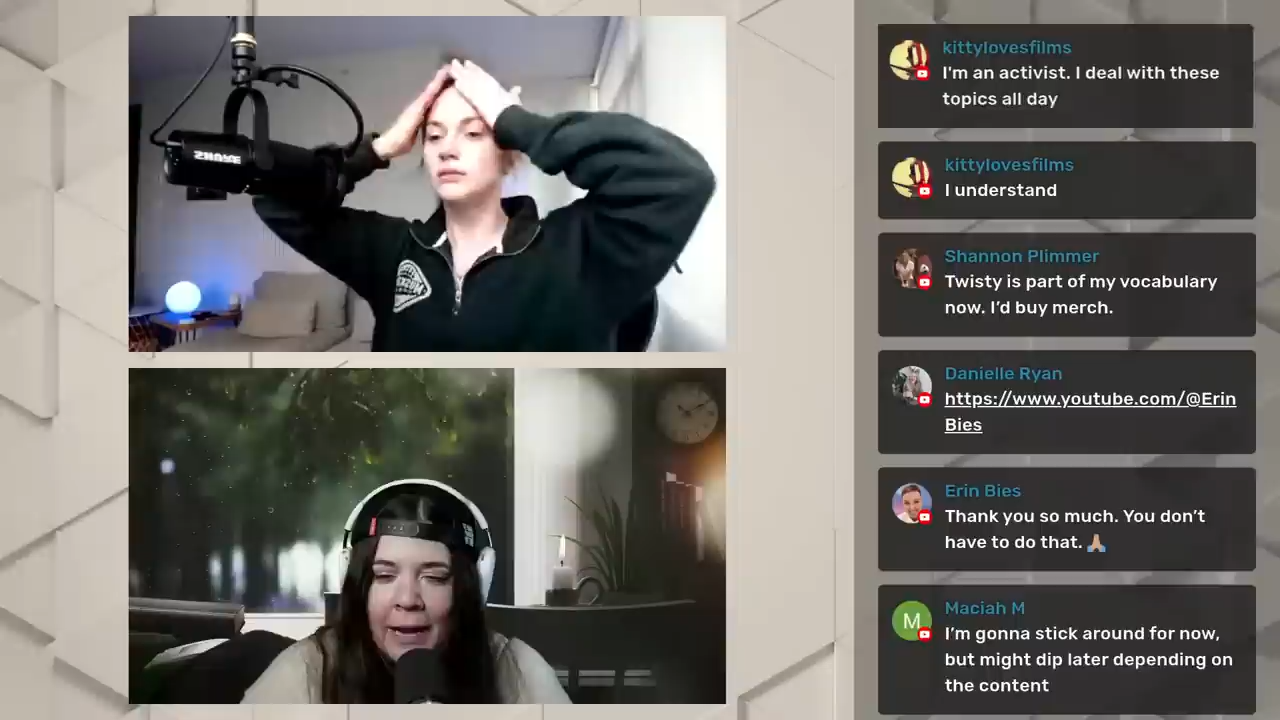 SHURE
kittylovesfilms
I'm an activist. I deal with these
topics all day
kittylovesfilms
I understand
Shannon Plimmer
Twisty is part of my vocabulary
now. I'd buy merch.
Danielle Ryan
https://www.youtube.com/@Erin
Bies
Erin Bies
Thank you so much. You don't
have to do that. 🙏🏼
M
Maciah M
I'm gonna stick around for now,
but might dip later depending on
the content